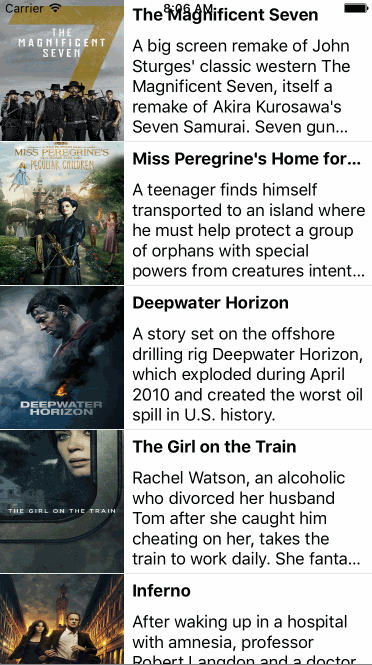 Carrier 8:06 AM
The Magnificent Seven
7
THE
MAGNIFICENT
SEVEN
A big screen remake of John
Sturges' classic western The
Magnificent Seven, itself a
remake of Akira Kurosawa's
Seven Samurai. Seven gun...
MISS PEREGRINE'S
HOME FOR
PECULIAR CHILDREN
Miss Peregrine's Home for...
A teenager finds himself
transported to an island where
he must help protect a group
of orphans with special
powers from creatures intent...
DEEPWATER
HORIZON
Deepwater Horizon
A story set on the offshore
drilling rig Deepwater Horizon,
which exploded during April
2010 and created the worst oil
spill in U.S. history.
THE GIRL ON THE TRAIN
The Girl on the Train
Rachel Watson, an alcoholic
who divorced her husband
Tom after she caught him
cheating on her, takes the
train to work daily. She fanta...
Inferno
After waking up in a hospital
with amnesia, professor
Robert Langdon and a doctor